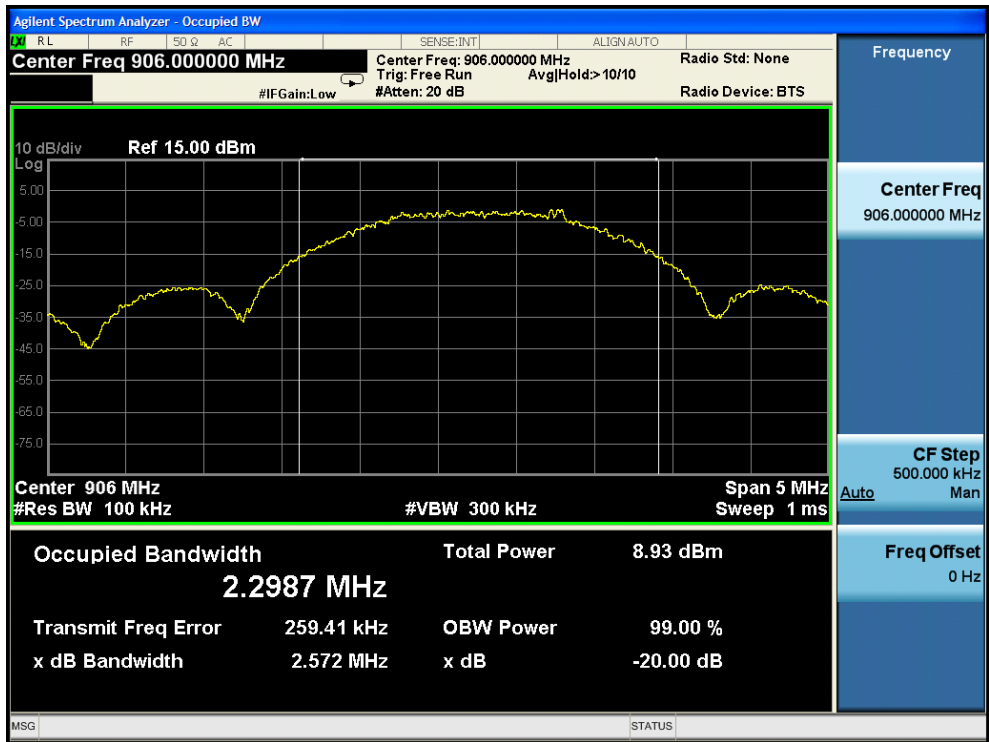 Agilent Spectrum Analyzer - Occupied BW
LXI RL RF 50 Ω AC SENSE:INT ALIGN AUTO
Center Freq 906.000000 MHz
Center Freq: 906.000000 MHz
Radio Std: None
Trig: Free Run Avg|Hold:>10/10
#IFGain:Low
#Atten: 20 dB
Radio Device: BTS
10 dB/div Ref 15.00 dBm
Log
5.00
-5.00
-15.0
-25.0
-35.0
-45.0
-55.0
-65.0
-75.0
Center 906 MHz Span 5 MHz
#Res BW 100 kHz #VBW 300 kHz Sweep 1 ms
Occupied Bandwidth Total Power 8.93 dBm
2.2987 MHz
Transmit Freq Error 259.41 kHz OBW Power 99.00 %
x dB Bandwidth 2.572 MHz x dB -20.00 dB
Frequency
Center Freq
906.000000 MHz
CF Step
500.000 kHz
Auto Man
Freq Offset
0 Hz
MSG STATUS